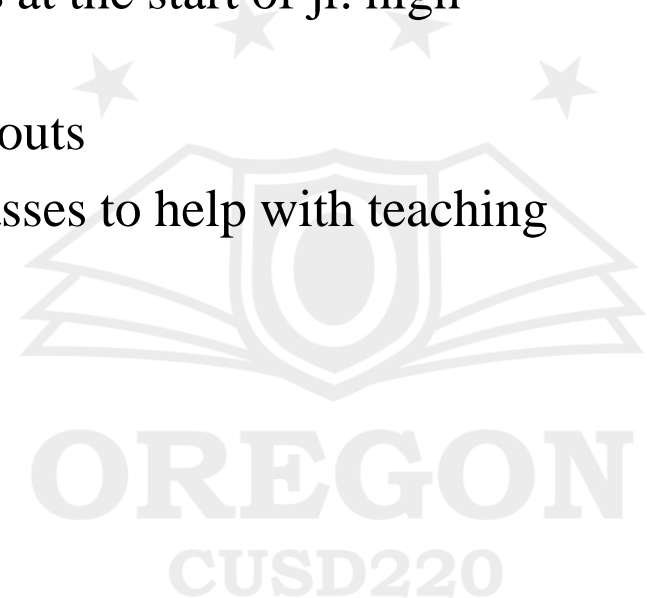 at the start of jr. high
outs
sses to help with teaching
OREGON
CUSD220